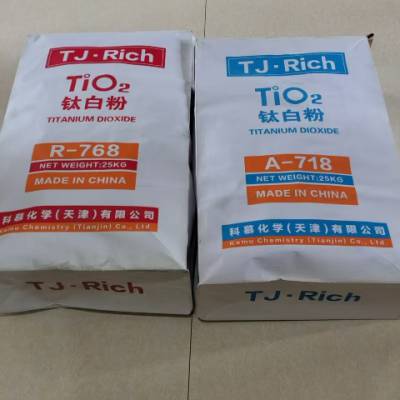 TJ·Rich
TiO2
钛白粉
TITANIUM DIOXIDE
R-768
NET WEIGHT:25KG
MADE IN CHINA
科慕化学(天津)有限公司
Kemu Chemistry (Tianjin) Co., Ltd.
TJ·Rich
TJ·Rich
TiO2
钛白粉
TITANIUM DIOXIDE
A-718
NET WEIGHT:25KG
MADE IN CHINA
科慕化学(天津)有限公司
Kemu Chemistry (Tianjin) Co., Ltd.
TJ·Rich